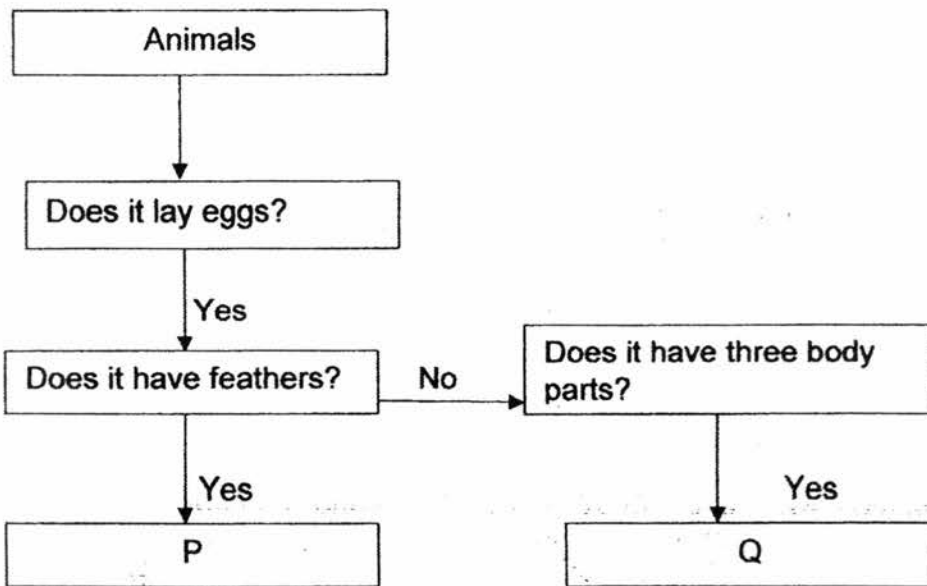 Animals
Does it lay eggs?
Yes
Does it have feathers?
No
Does it have three body
parts?
Yes
Yes
P
Q